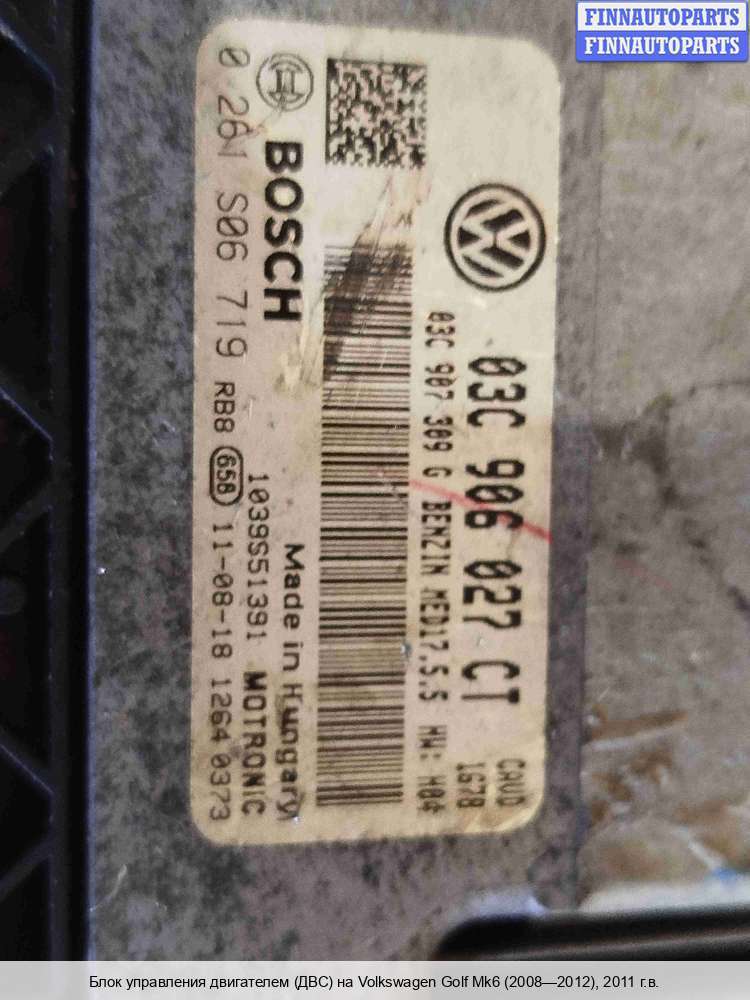 FINNAUTOPARTS
FINNAUTOPARTS
03C 906 027 CT
CAVD
1G78
03C 907 309 G BENZIN MED17.5.5 HW: H04
BOSCH
Made in Hungary
1039S51391 MOTRONIC
0 261 S06 719 RB8 658 11-08-18 1264 0373
Блок управления двигателем (ДВС) на Volkswagen Golf Mk6 (2008—2012), 2011 г.в.